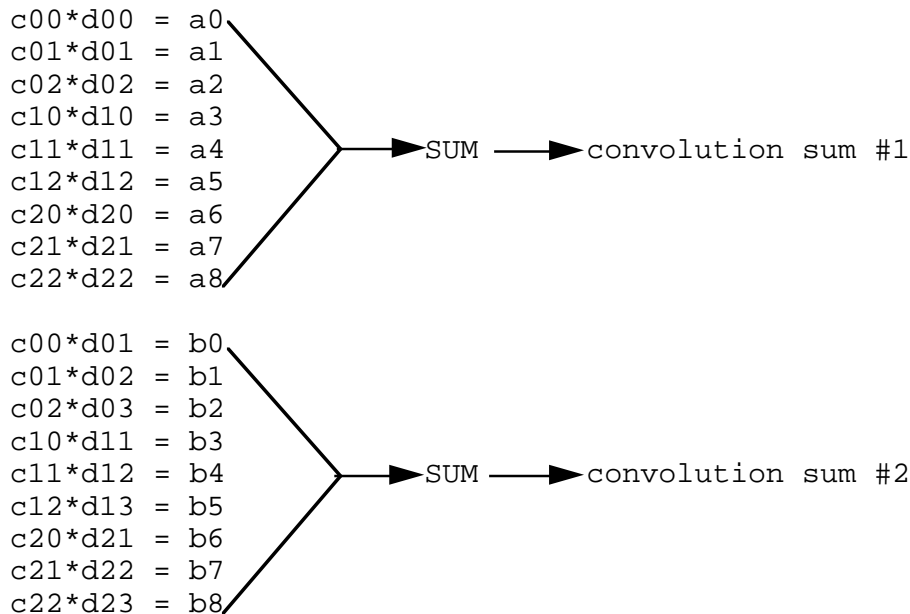 c00*d00 = a0
c01*d01 = a1
c02*d02 = a2
c10*d10 = a3
c11*d11 = a4 SUM convolution sum #1
c12*d12 = a5
c20*d20 = a6
c21*d21 = a7
c22*d22 = a8
c00*d01 = b0
c01*d02 = b1
c02*d03 = b2
c10*d11 = b3
c11*d12 = b4 SUM convolution sum #2
c12*d13 = b5
c20*d21 = b6
c21*d22 = b7
c22*d23 = b8